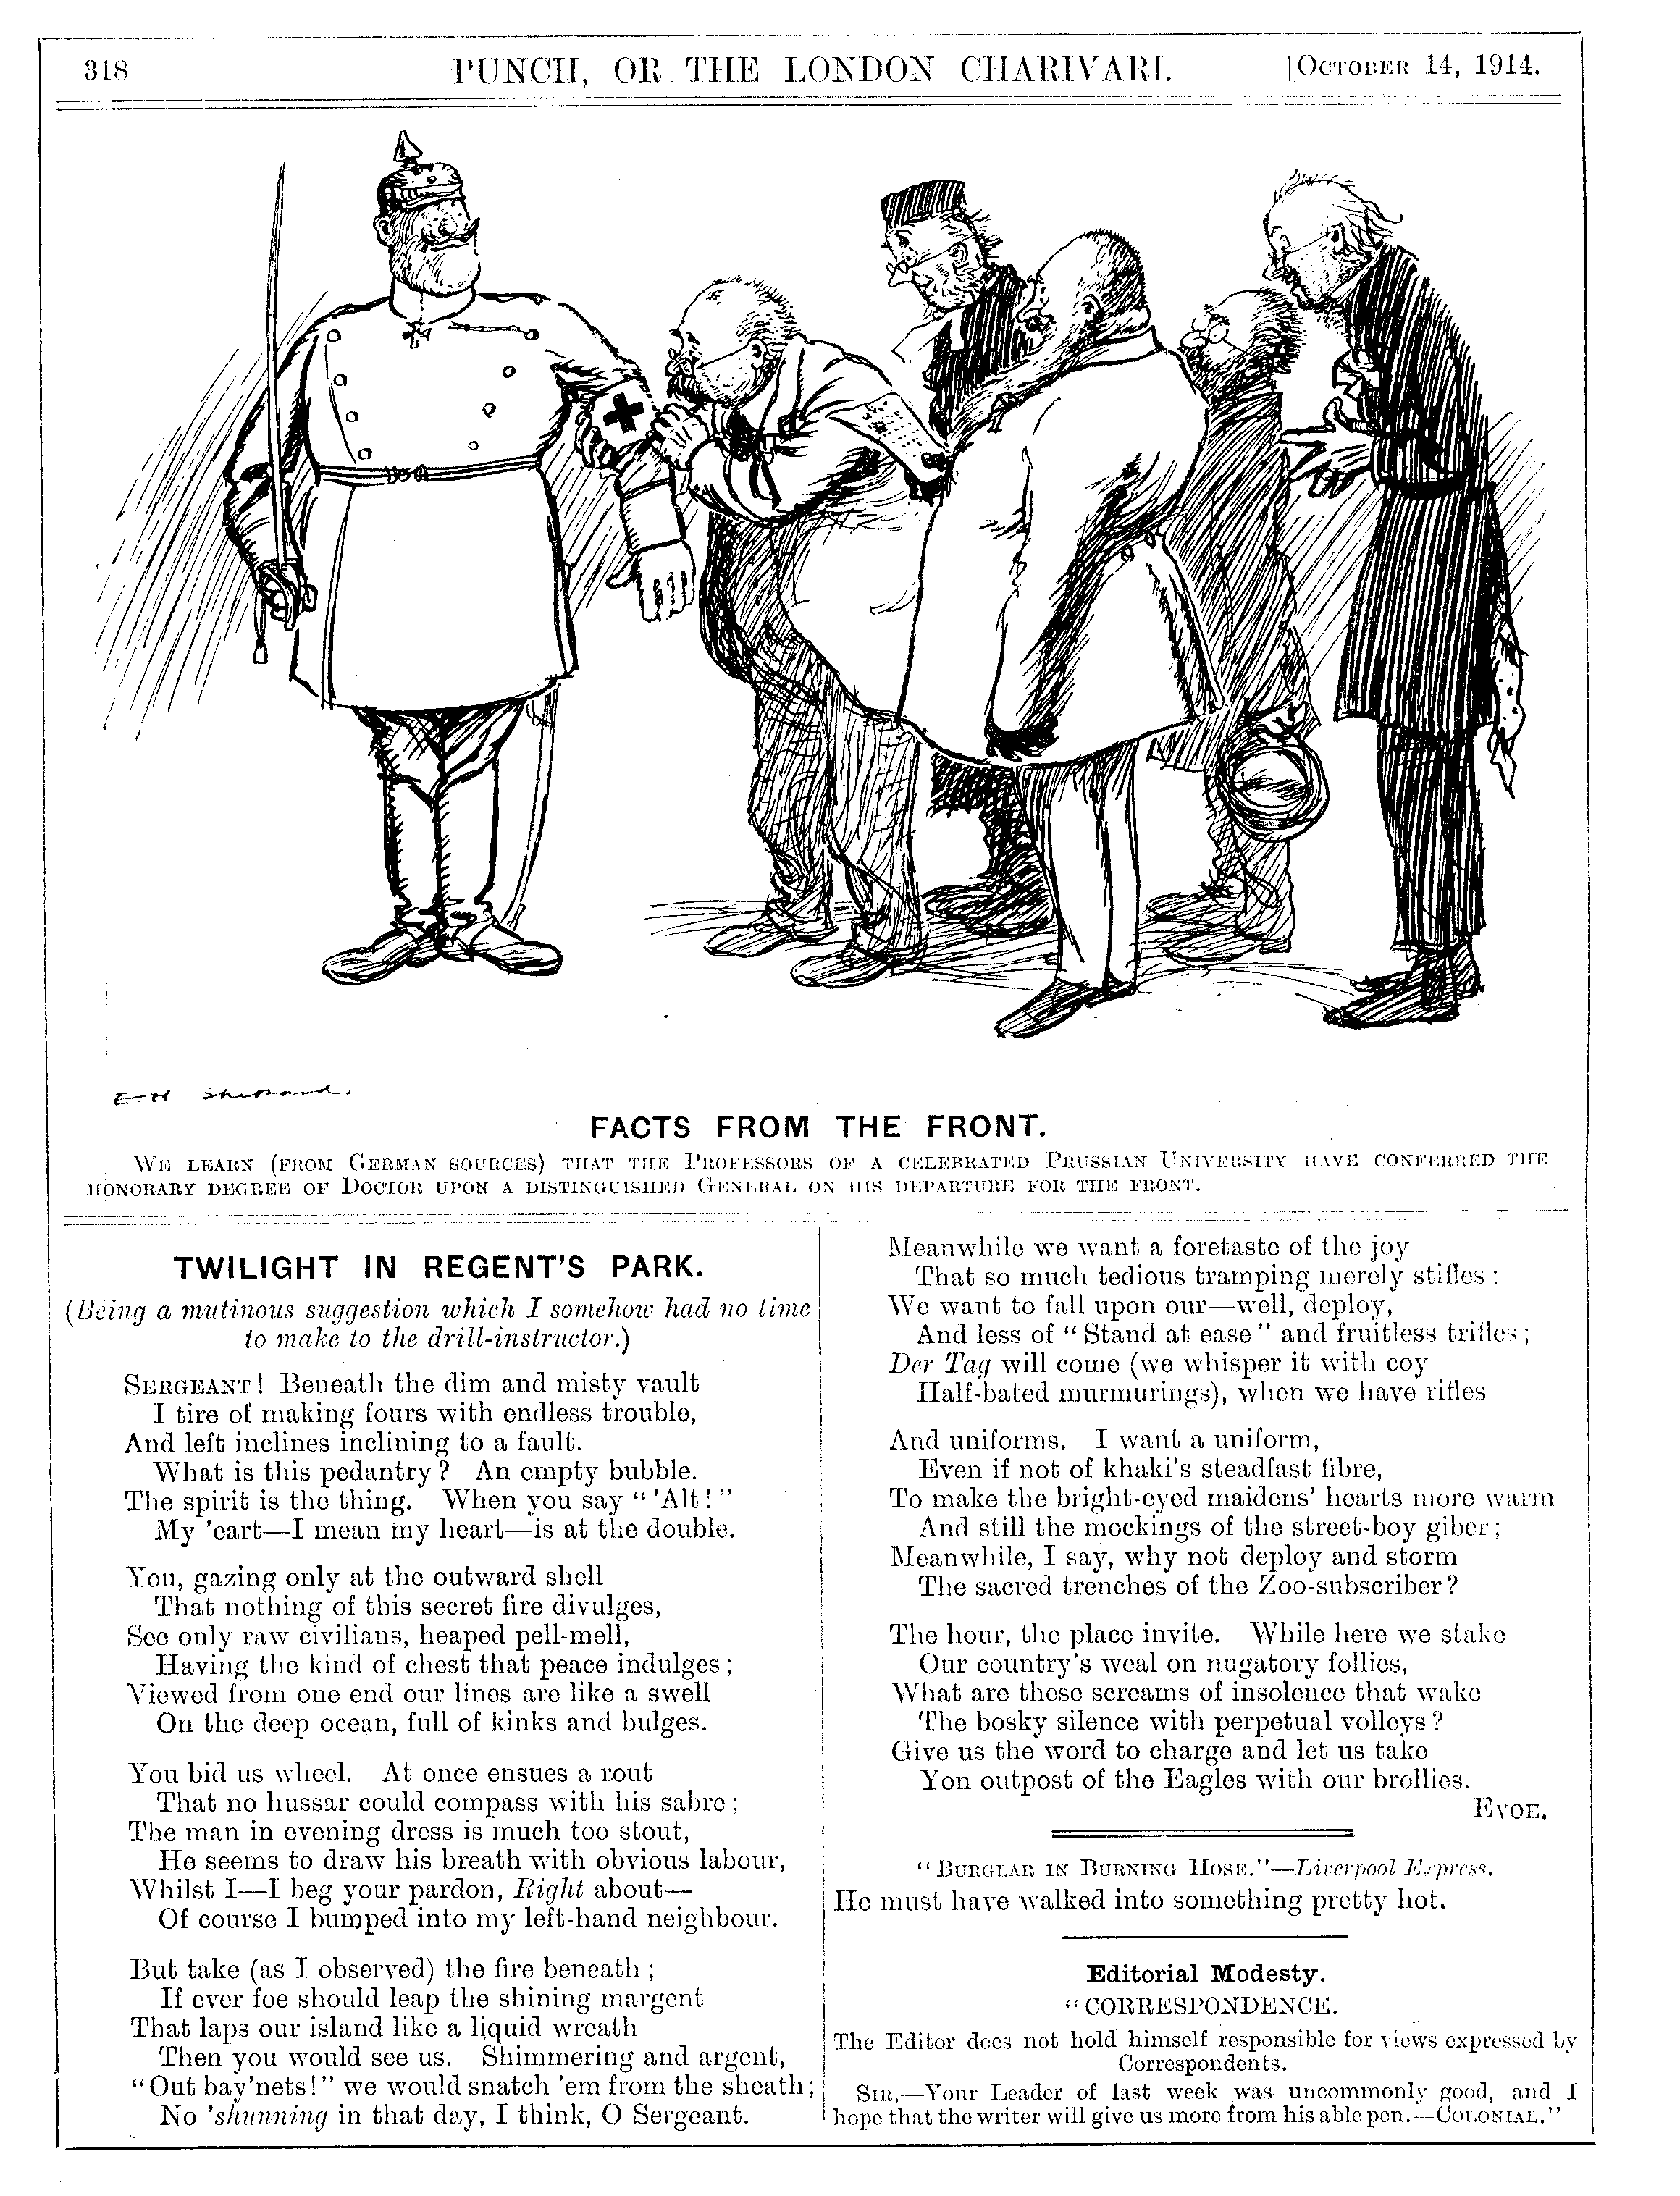 318
PUNCH, OR THE LONDON CHARIVARI.
[OCTOBER 14, 1914.
E H Shepard.
FACTS FROM THE FRONT.
WE LEARN (FROM GERMAN SOURCES) THAT THE PROFESSORS OF A CELEBRATED PRUSSIAN UNIVERSITY HAVE CONFERRED THE
HONORARY DEGREE OF DOCTOR UPON A DISTINGUISHED GENERAL ON HIS DEPARTURE FOR THE FRONT.
TWILIGHT IN REGENT'S PARK.
(Being a mutinous suggestion which I somehow had no time
to make to the drill-instructor.)
SERGEANT! Beneath the dim and misty vault
I tire of making fours with endless trouble,
And left inclines inclining to a fault.
What is this pedantry? An empty bubble.
The spirit is the thing. When you say "'Alt!"
My 'eart—I mean my heart—is at the double.
You, gazing only at the outward shell
That nothing of this secret fire divulges,
See only raw civilians, heaped pell-mell,
Having the kind of chest that peace indulges;
Viewed from one end our lines are like a swell
On the deep ocean, full of kinks and bulges.
You bid us wheel. At once ensues a rout
That no hussar could compass with his sabre;
The man in evening dress is much too stout,
He seems to draw his breath with obvious labour,
Whilst I—I beg your pardon, Right about—
Of course I bumped into my left-hand neighbour.
But take (as I observed) the fire beneath;
If ever foe should leap the shining margent
That laps our island like a liquid wreath
Then you would see us. Shimmering and argent,
"Out bay'nets!" we would snatch 'em from the sheath;
No 'shunning in that day, I think, O Sergeant.
Meanwhile we want a foretaste of the joy
That so much tedious tramping merely stifles:
We want to fall upon our—well, deploy,
And less of "Stand at ease" and fruitless trifles;
Der Tag will come (we whisper it with coy
Half-bated murmurings), when we have rifles
And uniforms. I want a uniform,
Even if not of khaki's steadfast fibre,
To make the bright-eyed maidens' hearts more warm
And still the mockings of the street-boy giber;
Meanwhile, I say, why not deploy and storm
The sacred trenches of the Zoo-subscriber?
The hour, the place invite. While here we stake
Our country's weal on nugatory follies,
What are these screams of insolence that wake
The bosky silence with perpetual volleys?
Give us the word to charge and let us take
Yon outpost of the Eagles with our brollies.
EVOE.
"BURGLAR IN BURNING HOSE."—Liverpool Express.
He must have walked into something pretty hot.
Editorial Modesty.
"CORRESPONDENCE.
The Editor does not hold himself responsible for views expressed by
Correspondents.
SIR,—Your Leader of last week was uncommonly good, and I
hope that the writer will give us more from his able pen.—COLONIAL."